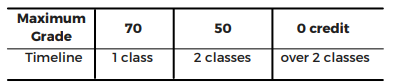 Maximum Grade 70 50 0 credit
Timeline 1 class 2 classes over 2 classes